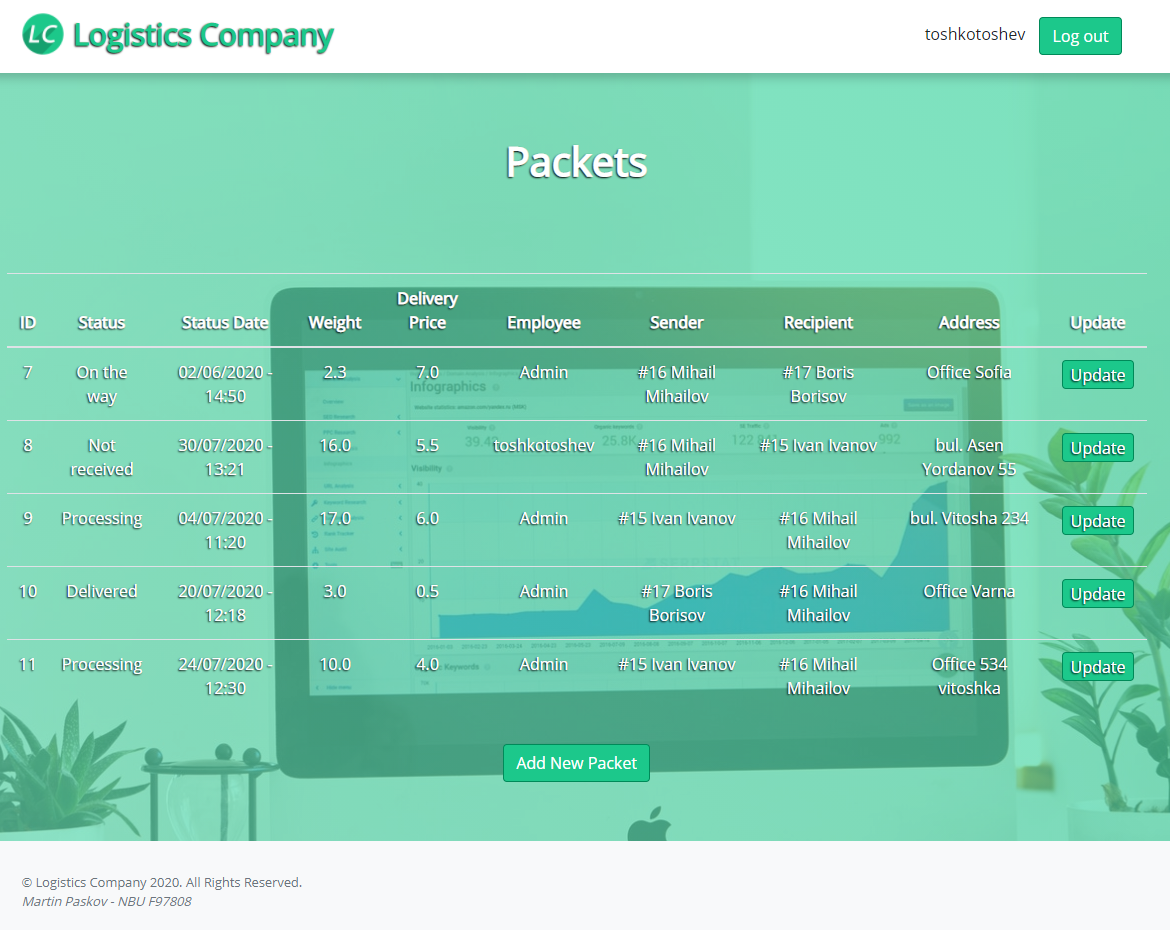 LC Logistics Company
toshkotoshev Log out
Packets
ID Status Status Date Weight Delivery Price Employee Sender Recipient Address Update
7 On the way 02/06/2020 - 14:50 2.3 7.0 Admin #16 Mihail Mihailov #17 Boris Borisov Office Sofia Update
8 Not received 30/07/2020 - 13:21 16.0 5.5 toshkotoshev #16 Mihail Mihailov #15 Ivan Ivanov bul. Asen Yordanov 55 Update
9 Processing 04/07/2020 - 11:20 17.0 6.0 Admin #15 Ivan Ivanov #16 Mihail Mihailov bul. Vitosha 234 Update
10 Delivered 20/07/2020 - 12:18 3.0 0.5 Admin #17 Boris Borisov #16 Mihail Mihailov Office Varna Update
11 Processing 24/07/2020 - 12:30 10.0 4.0 Admin #15 Ivan Ivanov #16 Mihail Mihailov Office 534 vitoshka Update
Infographics
Visibility
Keywords
Add New Packet
© Logistics Company 2020. All Rights Reserved.
Martin Paskov - NBU F97808